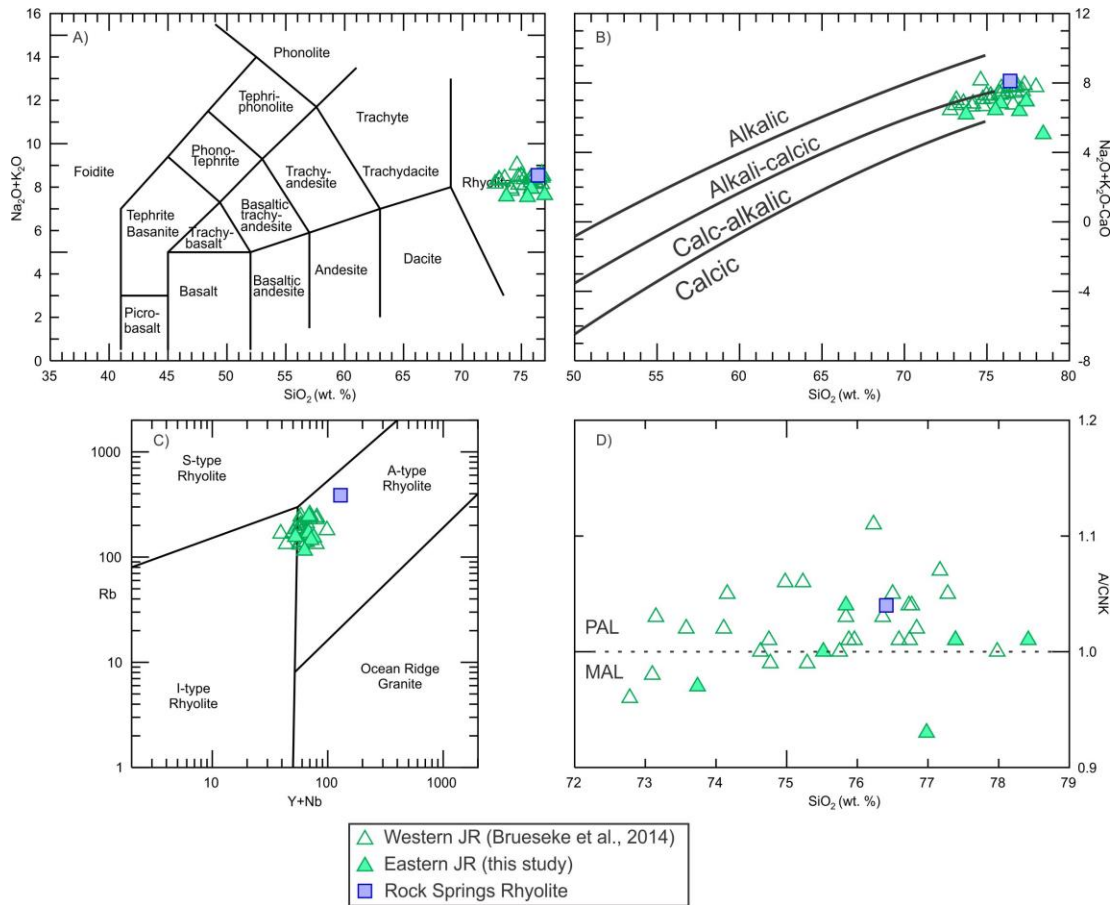 A)
16
14
12
10
8
6
4
2
0
Na2O+K2O
Phonolite
Tephri-
phonolite
Trachyte
Phono-
Tephrite
Foidite
Trachy-
andesite
Trachydacite
Rhyolite
Tephrite
Basanite
Basaltic
trachy-
andesite
Trachy-
basalt
Basalt
Basaltic
andesite
Andesite
Dacite
Picro-
basalt
35 40 45 50 55 60 65 70 75
SiO2 (wt. %)
B)
12
8
4
0
-4
-8
Na2O+K2O-CaO
Alkalic
Alkali-calcic
Calc-alkalic
Calcic
50 55 60 65 70 75 80
SiO2 (wt. %)
C)
1000
100
Rb
10
1
S-type
Rhyolite
A-type
Rhyolite
I-type
Rhyolite
Ocean Ridge
Granite
10 100 1000
Y+Nb
D)
1.2
1.1
1.0
0.9
A/CNK
PAL
MAL
72 73 74 75 76 77 78 79
SiO2 (wt. %)
Western JR (Brueseke et al., 2014)
Eastern JR (this study)
Rock Springs Rhyolite